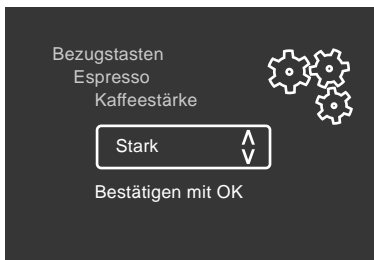 Bezugstasten
Espresso
Kaffeestärke
Stark
Bestätigen mit OK